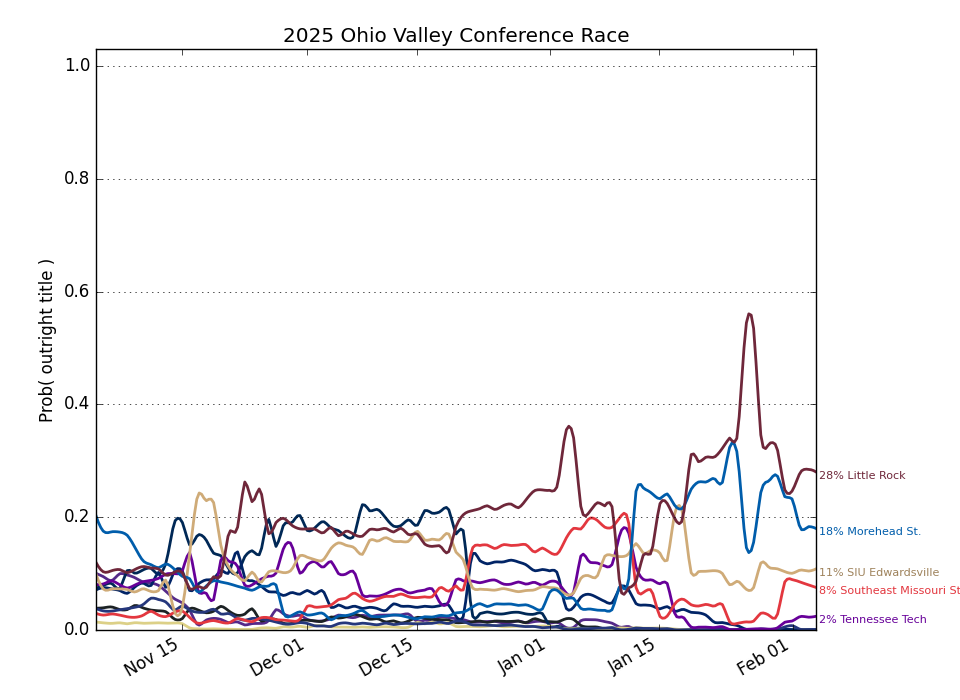 2025 Ohio Valley Conference Race
1.0
0.8
0.6
0.4
0.2
0.0
Prob( outright title )
28% Little Rock
18% Morehead St.
11% SIU Edwardsville
8% Southeast Missouri St
2% Tennessee Tech
Nov 15
Dec 01
Dec 15
Jan 01
Jan 15
Feb 01